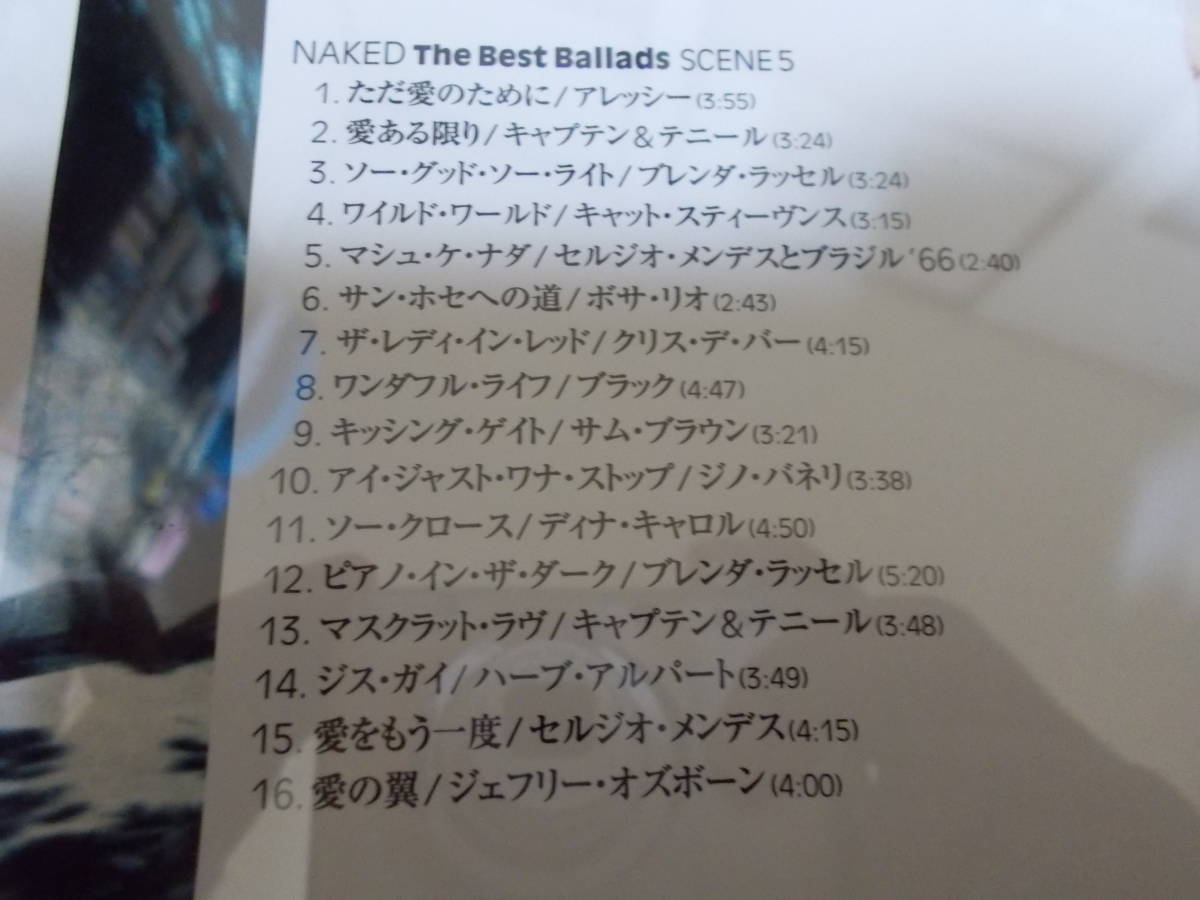 NAKED The Best Ballads SCENE 5
1. ただ愛のために/アレッシー(3:55)
2. 愛ある限り/キャプテン&テニール(3:24)
3. ソー・グッド・ソー・ライト/ブレンダ・ラッセル(3:24)
4. ワイルド・ワールド/キャット・スティーヴンス(3:15)
5. マシュ・ケ・ナダ/セルジオ・メンデスとブラジル'66(2:40)
6. サン・ホセへの道/ボサ・リオ(2:43)
7. ザ・レディ・イン・レッド/クリス・デ・バー(4:15)
8. ワンダフル・ライフ/ブラック(4:47)
9. キッシング・ゲイト/サム・ブラウン(3:21)
10. アイ・ジャスト・ワナ・ストップ/ジノ・バネリ(3:38)
11. ソー・クロース/ディナ・キャロル(4:50)
12. ピアノ・イン・ザ・ダーク/ブレンダ・ラッセル(5:20)
13. マスクラット・ラヴ/キャプテン&テニール(3:48)
14. ジス・ガイ/ハーブ・アルパート(3:49)
15. 愛をもう一度/セルジオ・メンデス(4:15)
16. 愛の翼/ジェフリー・オズボーン(4:00)